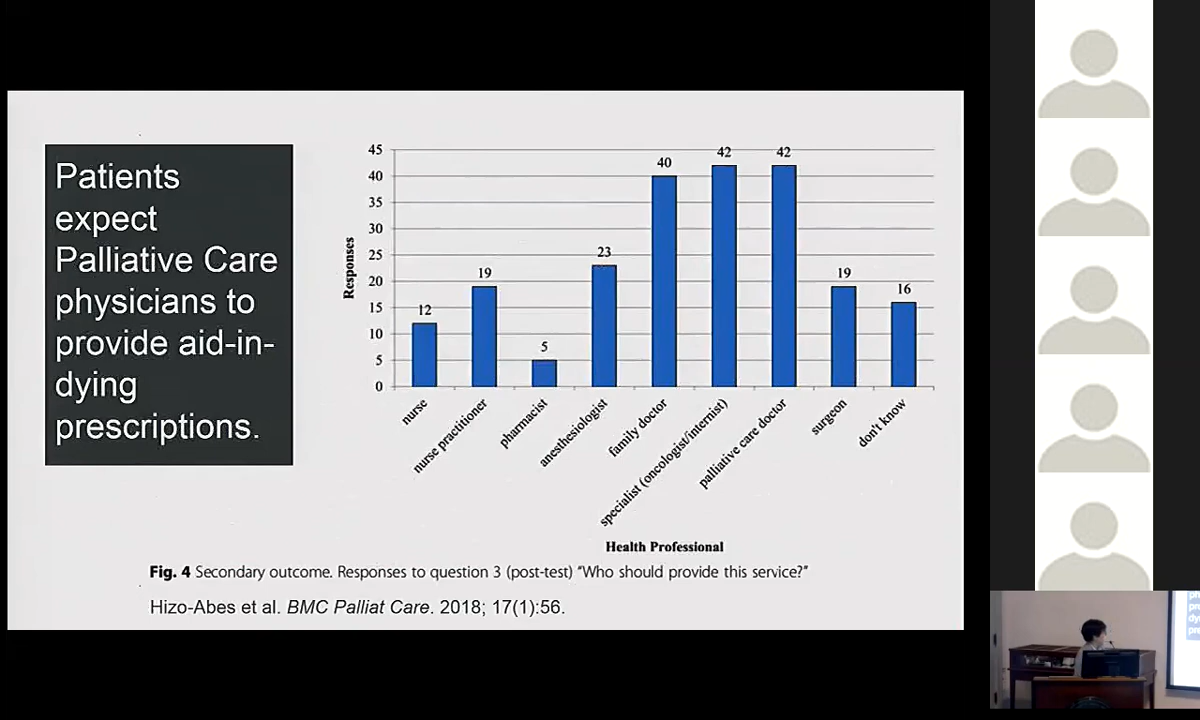 Patients
expect
Palliative Care
physicians to
provide aid-in-
dying
prescriptions.
Responses
45
40
35
30
25
20
15
10
5
0
12
19
5
23
40
42
42
19
16
nurse
nurse practitioner
pharmacist
anesthesiologist
family doctor
specialist (oncologist/internist)
palliative care doctor
surgeon
don't know
Health Professional
Fig. 4 Secondary outcome. Responses to question 3 (post-test) "Who should provide this service?"
Hizo-Abes et al. BMC Palliat Care. 2018; 17(1):56.